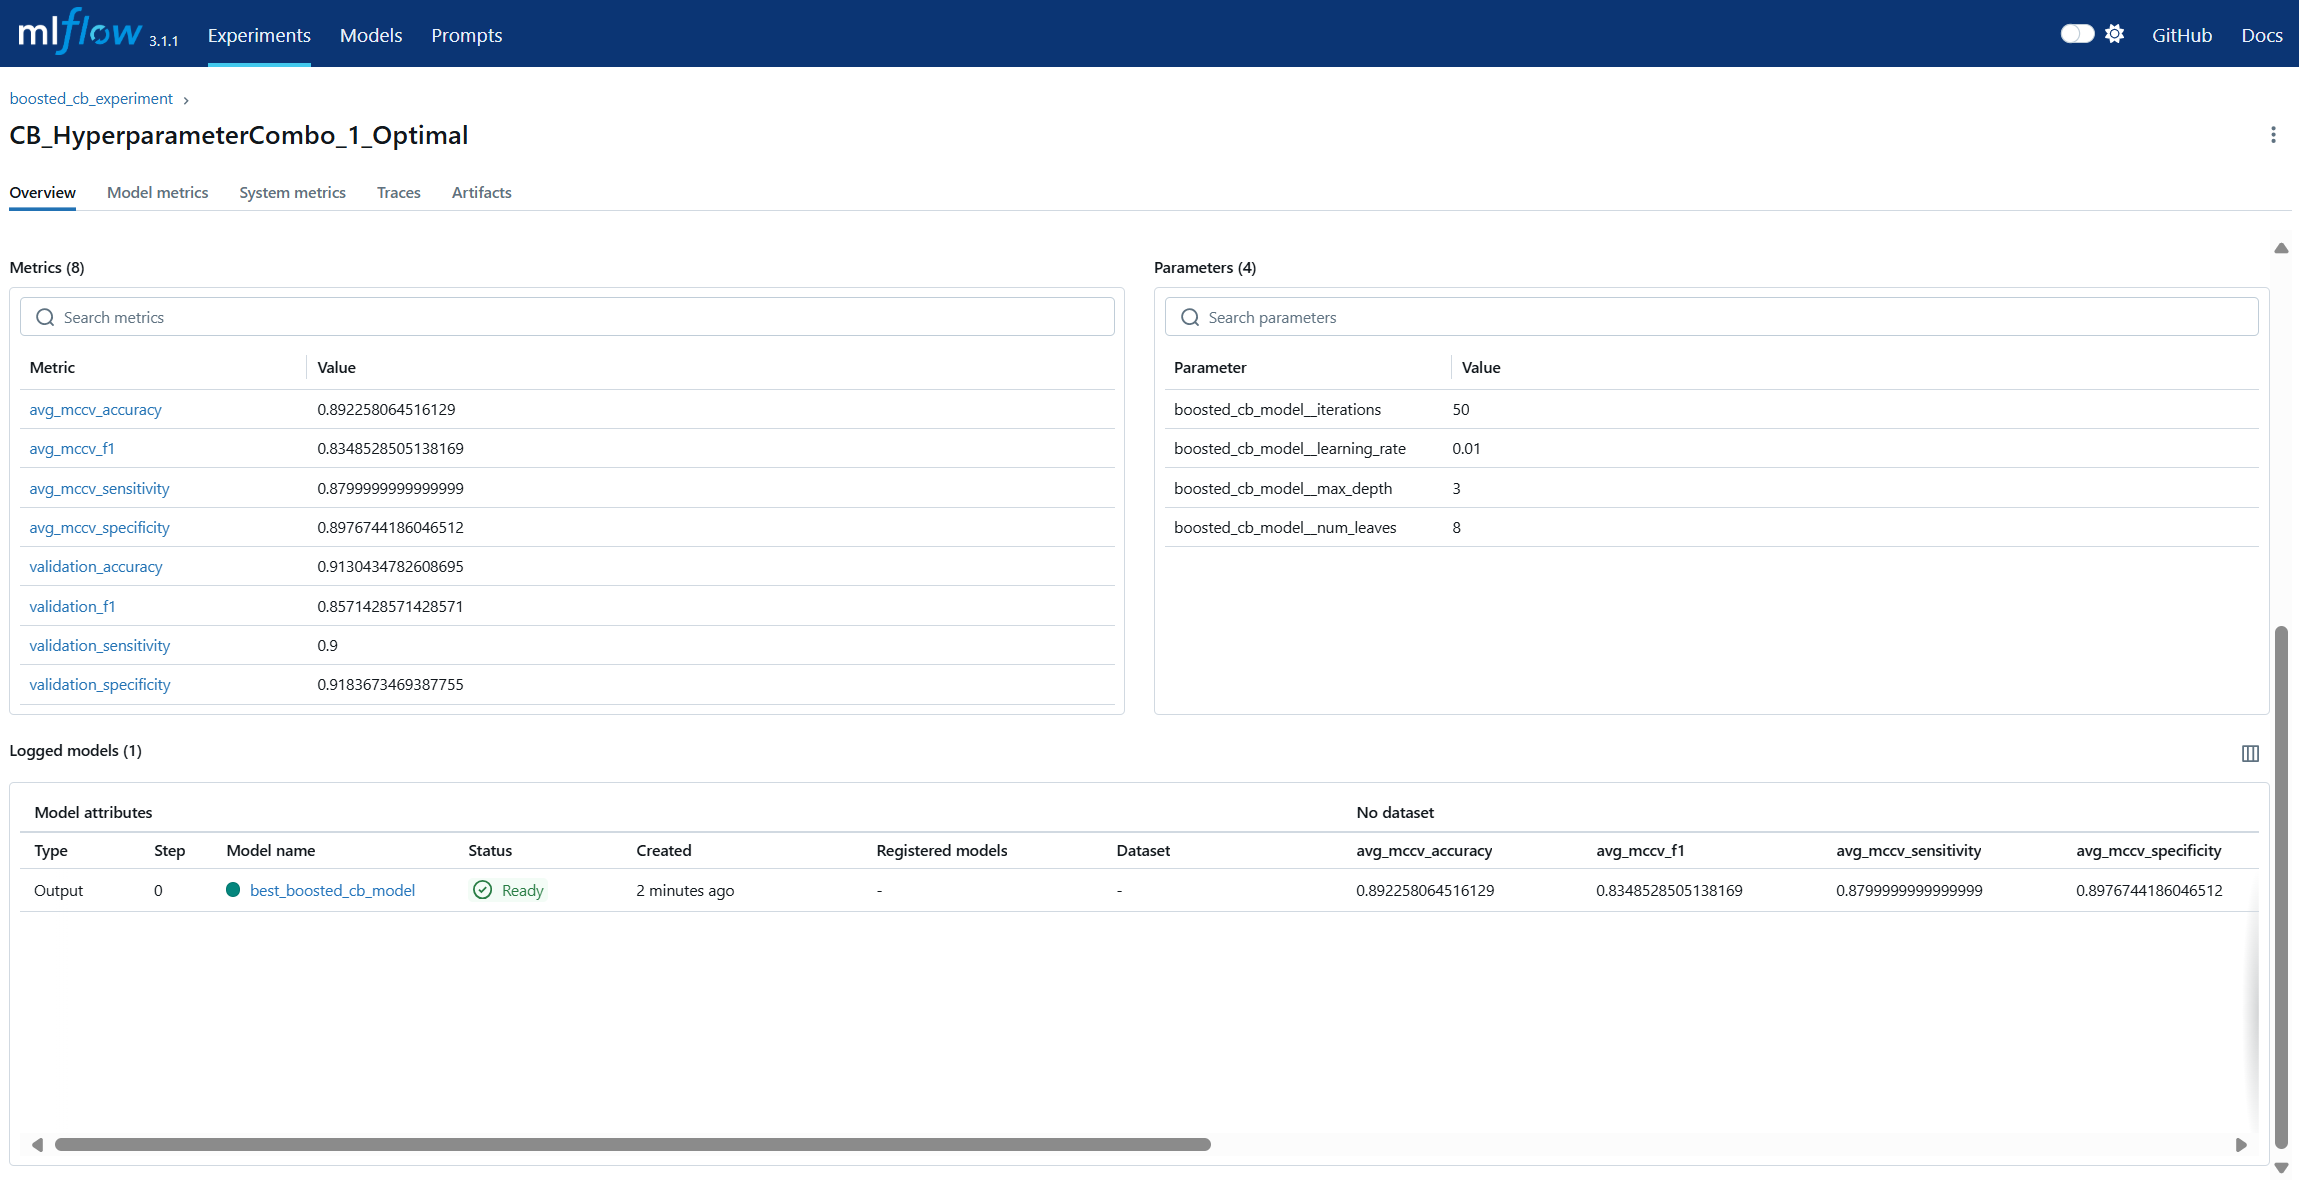 mlflow 3.1.1 Experiments Models Prompts GitHub Docs
boosted_cb_experiment
CB_HyperparameterCombo_1_Optimal
Overview Model metrics System metrics Traces Artifacts
Metrics (8)
Search metrics
Metric Value
avg_mccv_accuracy 0.892258064516129
avg_mccv_f1 0.8348528505138169
avg_mccv_sensitivity 0.8799999999999999
avg_mccv_specificity 0.8976744186046512
validation_accuracy 0.9130434782608695
validation_f1 0.8571428571428571
validation_sensitivity 0.9
validation_specificity 0.9183673469387755
Parameters (4)
Search parameters
Parameter Value
boosted_cb_model__iterations 50
boosted_cb_model__learning_rate 0.01
boosted_cb_model__max_depth 3
boosted_cb_model__num_leaves 8
Logged models (1)
Model attributes No dataset
Type Step Model name Status Created Registered models Dataset avg_mccv_accuracy avg_mccv_f1 avg_mccv_sensitivity avg_mccv_specificity
Output 0 best_boosted_cb_model Ready 2 minutes ago - - 0.892258064516129 0.8348528505138169 0.8799999999999999 0.8976744186046512